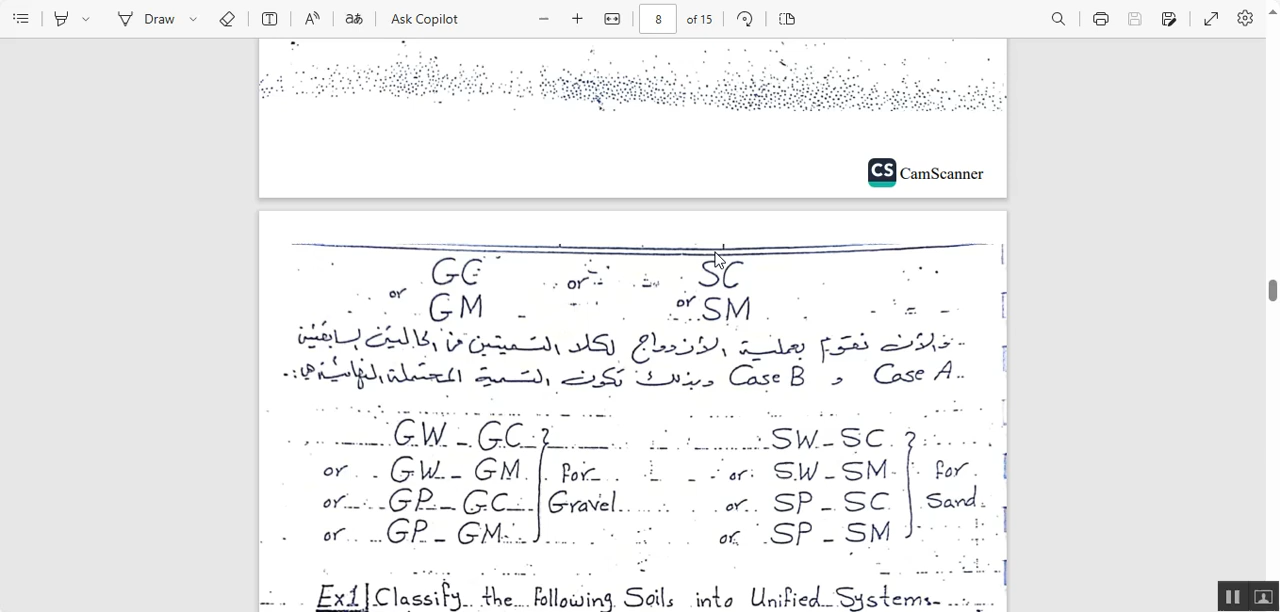 Draw
Ask Copilot
8 of 15
CS CamScanner
GC or SC
or GM or SM
والآن نقوم بعملية الأزدواج لكلا التسميتين من الحالتين السابقتين
Case A و Case B وبذلك تكون التسمية المحتملة النهائية هي:
GW - GC
or GW - GM
or GP - GC
or GP - GM
for Gravel
SW - SC
or SW - SM
or SP - SC
or SP - SM
for Sand
Ex1 Classify the following Soils into Unified Systems